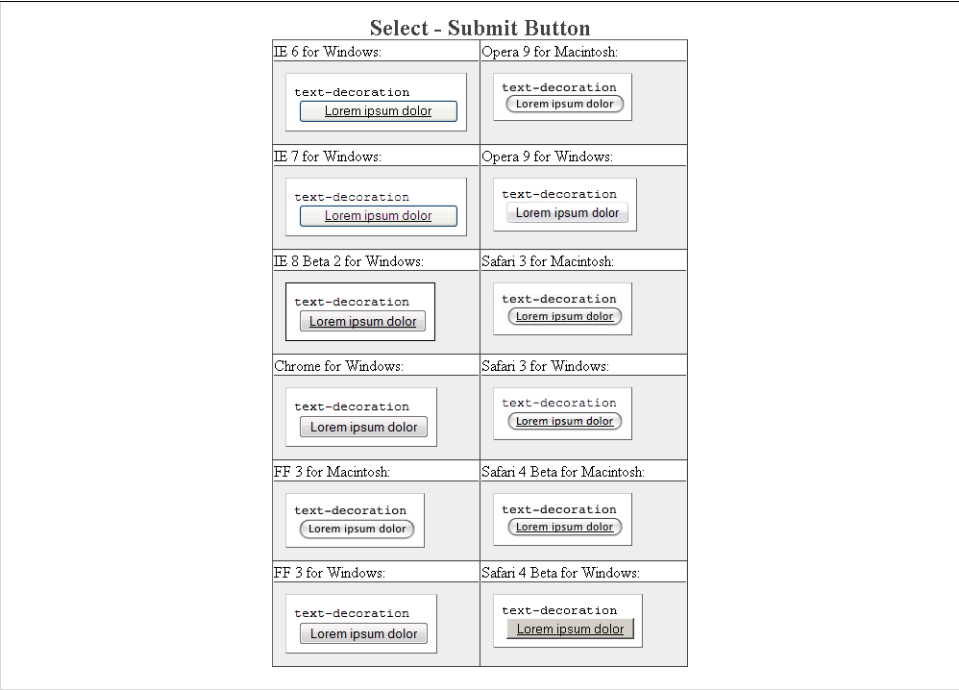 Select - Submit Button
IE 6 for Windows:
text-decoration
Lorem ipsum dolor
Opera 9 for Macintosh:
text-decoration
Lorem ipsum dolor
IE 7 for Windows:
text-decoration
Lorem ipsum dolor
Opera 9 for Windows:
text-decoration
Lorem ipsum dolor
IE 8 Beta 2 for Windows:
text-decoration
Lorem ipsum dolor
Safari 3 for Macintosh:
text-decoration
Lorem ipsum dolor
Chrome for Windows:
text-decoration
Lorem ipsum dolor
Safari 3 for Windows:
text-decoration
Lorem ipsum dolor
FF 3 for Macintosh:
text-decoration
Lorem ipsum dolor
Safari 4 Beta for Macintosh:
text-decoration
Lorem ipsum dolor
FF 3 for Windows:
text-decoration
Lorem ipsum dolor
Safari 4 Beta for Windows:
text-decoration
Lorem ipsum dolor